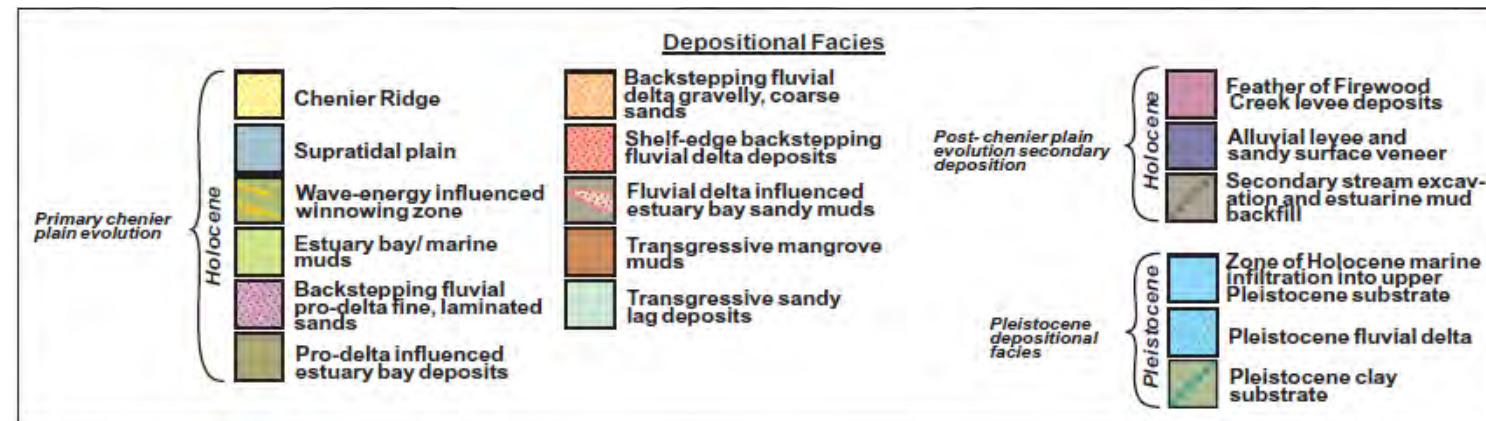 Depositional Facies
Primary chenier
plain evolution
Holocene
Chenier Ridge
Supratidal plain
Wave-energy influenced
winnowing zone
Estuary bay/ marine
muds
Backstepping fluvial
pro-delta fine, laminated
sands
Pro-delta influenced
estuary bay deposits
Backstepping fluvial
delta gravelly, coarse
sands
Shelf-edge backstepping
fluvial delta deposits
Fluvial delta influenced
estuary bay sandy muds
Transgressive mangrove
muds
Transgressive sandy
lag deposits
Post- chenier plain
evolution secondary
deposition
Holocene
Feather of Firewood
Creek levee deposits
Alluvial levee and
sandy surface veneer
Secondary stream excav-
ation and estuarine mud
backfill
Pleistocene
depositional
facies
Pleistocene
Zone of Holocene marine
infiltration into upper
Pleistocene substrate
Pleistocene fluvial delta
Pleistocene clay
substrate